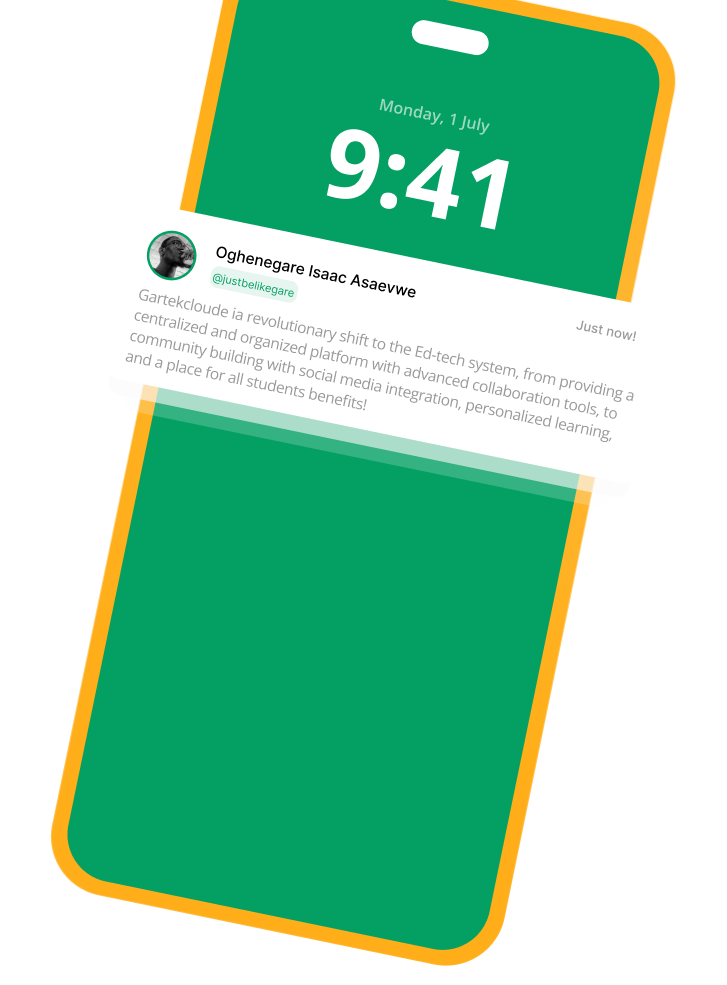 Monday, 1 July
9:41
Oghenegare Isaac Asaevwe
@justbelikegare
Just now!
Gartekcloude ia revolutionary shift to the Ed-tech system, from providing a
centralized and organized platform with advanced collaboration tools, to
community building with social media integration, personalized learning,
and a place for all students benefits!